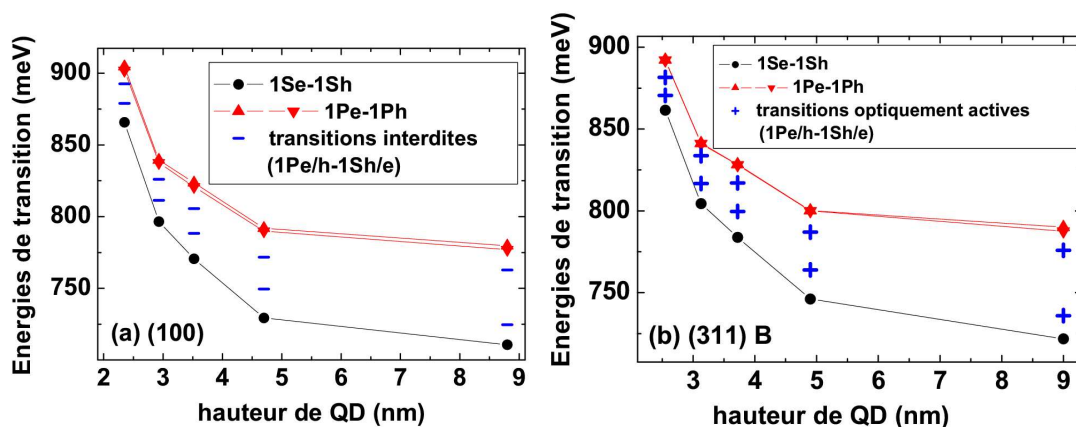 Energies de transition (meV)
900
850
800
750
1Se-1Sh
1Pe-1Ph
transitions interdites
(1Pe/h-1Sh/e)
(a) (100)
2 3 4 5 6 7 8 9
hauteur de QD (nm)
Energies de transition (meV)
900
850
800
750
1Se-1Sh
1Pe-1Ph
transitions optiquement actives
(1Pe/h-1Sh/e)
(b) (311) B
3 4 5 6 7 8 9
hauteur de QD (nm)